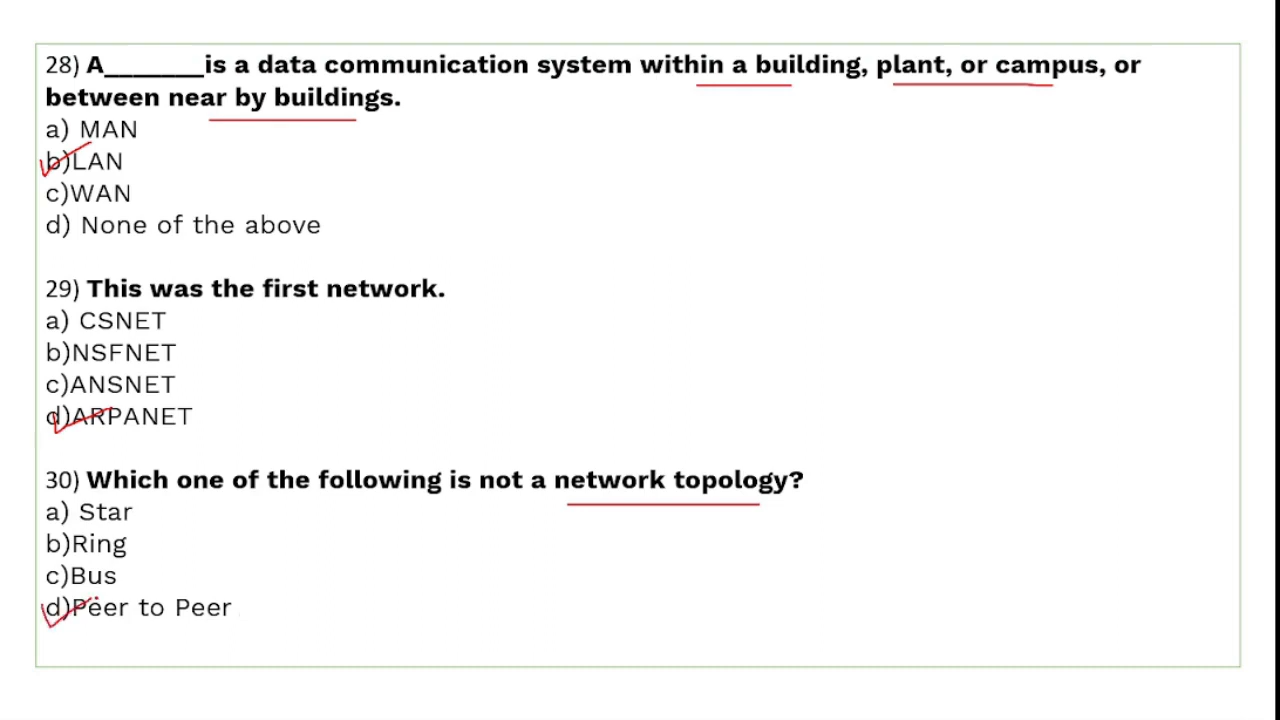 28) A_______is a data communication system within a building, plant, or campus, or
between near by buildings.
a) MAN
b)LAN
c)WAN
d) None of the above
29) This was the first network.
a) CSNET
b)NSFNET
c)ANSNET
d)ARPANET
30) Which one of the following is not a network topology?
a) Star
b)Ring
c)Bus
d)Peer to Peer